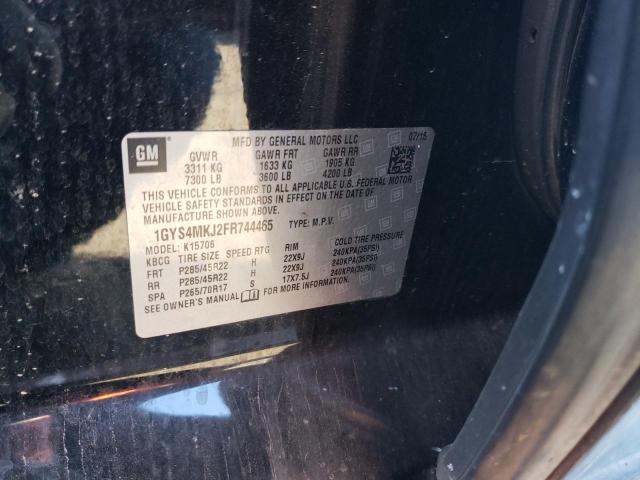 GM
MFD BY GENERAL MOTORS LLC 07/15
GVWR GAWR FRT GAWR RR
3311 KG 1633 KG 1905 KG
7300 LB 3600 LB 4200 LB
THIS VEHICLE CONFORMS TO ALL APPLICABLE U.S. FEDERAL MOTOR
VEHICLE SAFETY STANDARDS IN EFFECT ON THE DATE OF
MANUFACTURE SHOWN ABOVE.
1GYS4MKJ2FR744465 TYPE: M.P.V.
MODEL: K15706
KBCG TIRE SIZE SPEED RTG RIM COLD TIRE PRESSURE
FRT P285/45R22 H 22X9J 240KPA(35PSI)
RR P285/45R22 H 22X9J 240KPA(35PSI)
SPA P265/70R17 S 17X7.5J 240KPA(35PSI)
SEE OWNER'S MANUAL FOR MORE INFORMATION.